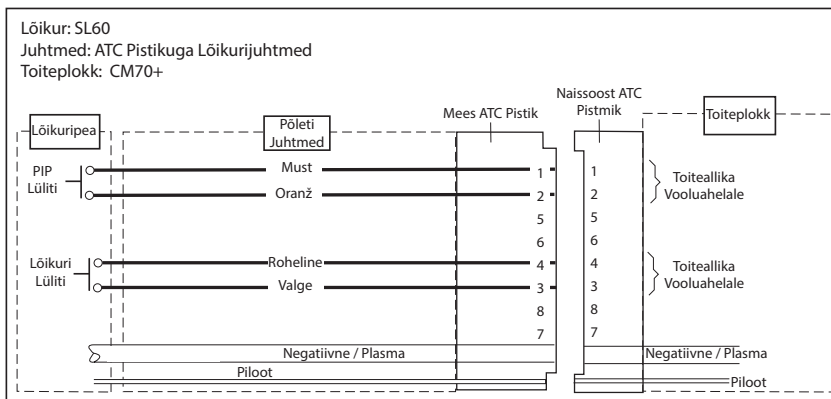 Lõikur: SL60
Juhtmed: ATC Pistikuga Lõikurijuhtmed
Toiteplokk: CM70+
Lõikuripea
Põleti
Juhtmed
Mees ATC Pistik
Naissoost ATC
Pistmik
Toiteplokk
PIP
Lüliti
Must
Oranž
1
2
5
6
4
3
8
7
1
2
5
6
4
3
8
7
Toiteallika
Vooluahelale
Lõikuri
Lüliti
Roheline
Valge
Toiteallika
Vooluahelale
Negatiivne / Plasma
Negatiivne / Plasma
Piloot
Piloot